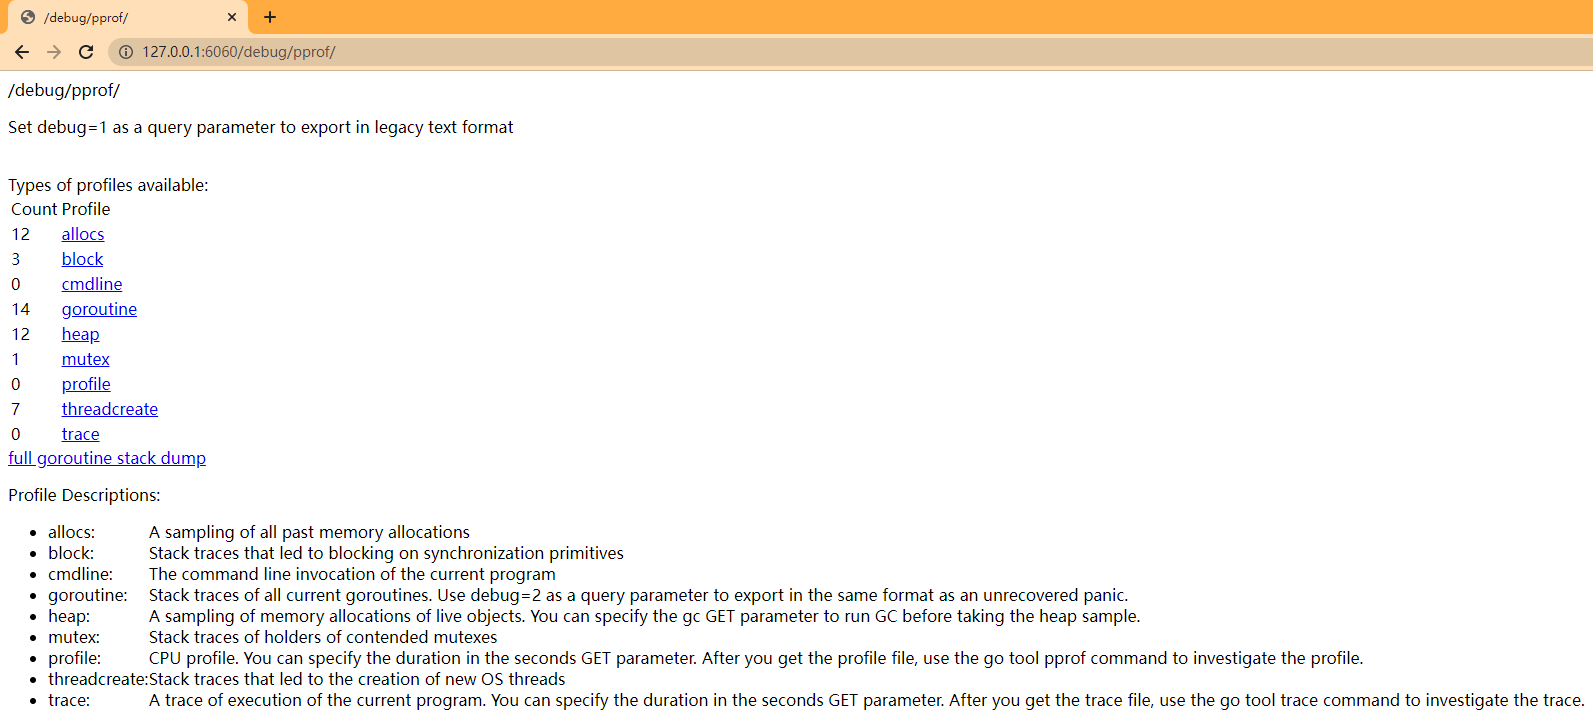 /debug/pprof/
127.0.0.1:6060/debug/pprof/
/debug/pprof/
Set debug=1 as a query parameter to export in legacy text format
Types of profiles available:
Count Profile
12 allocs
3 block
0 cmdline
14 goroutine
12 heap
1 mutex
0 profile
7 threadcreate
0 trace
full goroutine stack dump
Profile Descriptions:
• allocs: A sampling of all past memory allocations
• block: Stack traces that led to blocking on synchronization primitives
• cmdline: The command line invocation of the current program
• goroutine: Stack traces of all current goroutines. Use debug=2 as a query parameter to export in the same format as an unrecovered panic.
• heap: A sampling of memory allocations of live objects. You can specify the gc GET parameter to run GC before taking the heap sample.
• mutex: Stack traces of holders of contended mutexes
• profile: CPU profile. You can specify the duration in the seconds GET parameter. After you get the profile file, use the go tool pprof command to investigate the profile.
• threadcreate: Stack traces that led to the creation of new OS threads
• trace: A trace of execution of the current program. You can specify the duration in the seconds GET parameter. After you get the trace file, use the go tool trace command to investigate the trace.